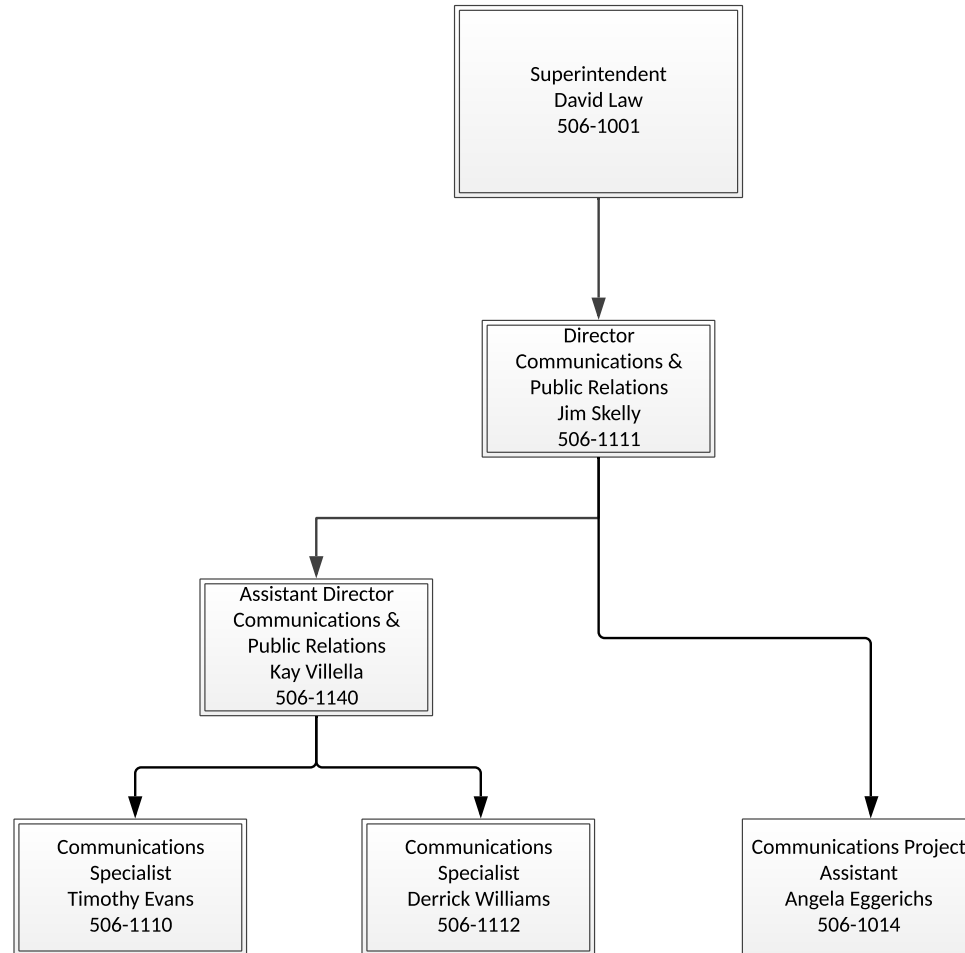 Superintendent
David Law
506-1001
Director
Communications &
Public Relations
Jim Skelly
506-1111
Assistant Director
Communications &
Public Relations
Kay Villella
506-1140
Communications
Specialist
Timothy Evans
506-1110
Communications
Specialist
Derrick Williams
506-1112
Communications Project
Assistant
Angela Eggerichs
506-1014